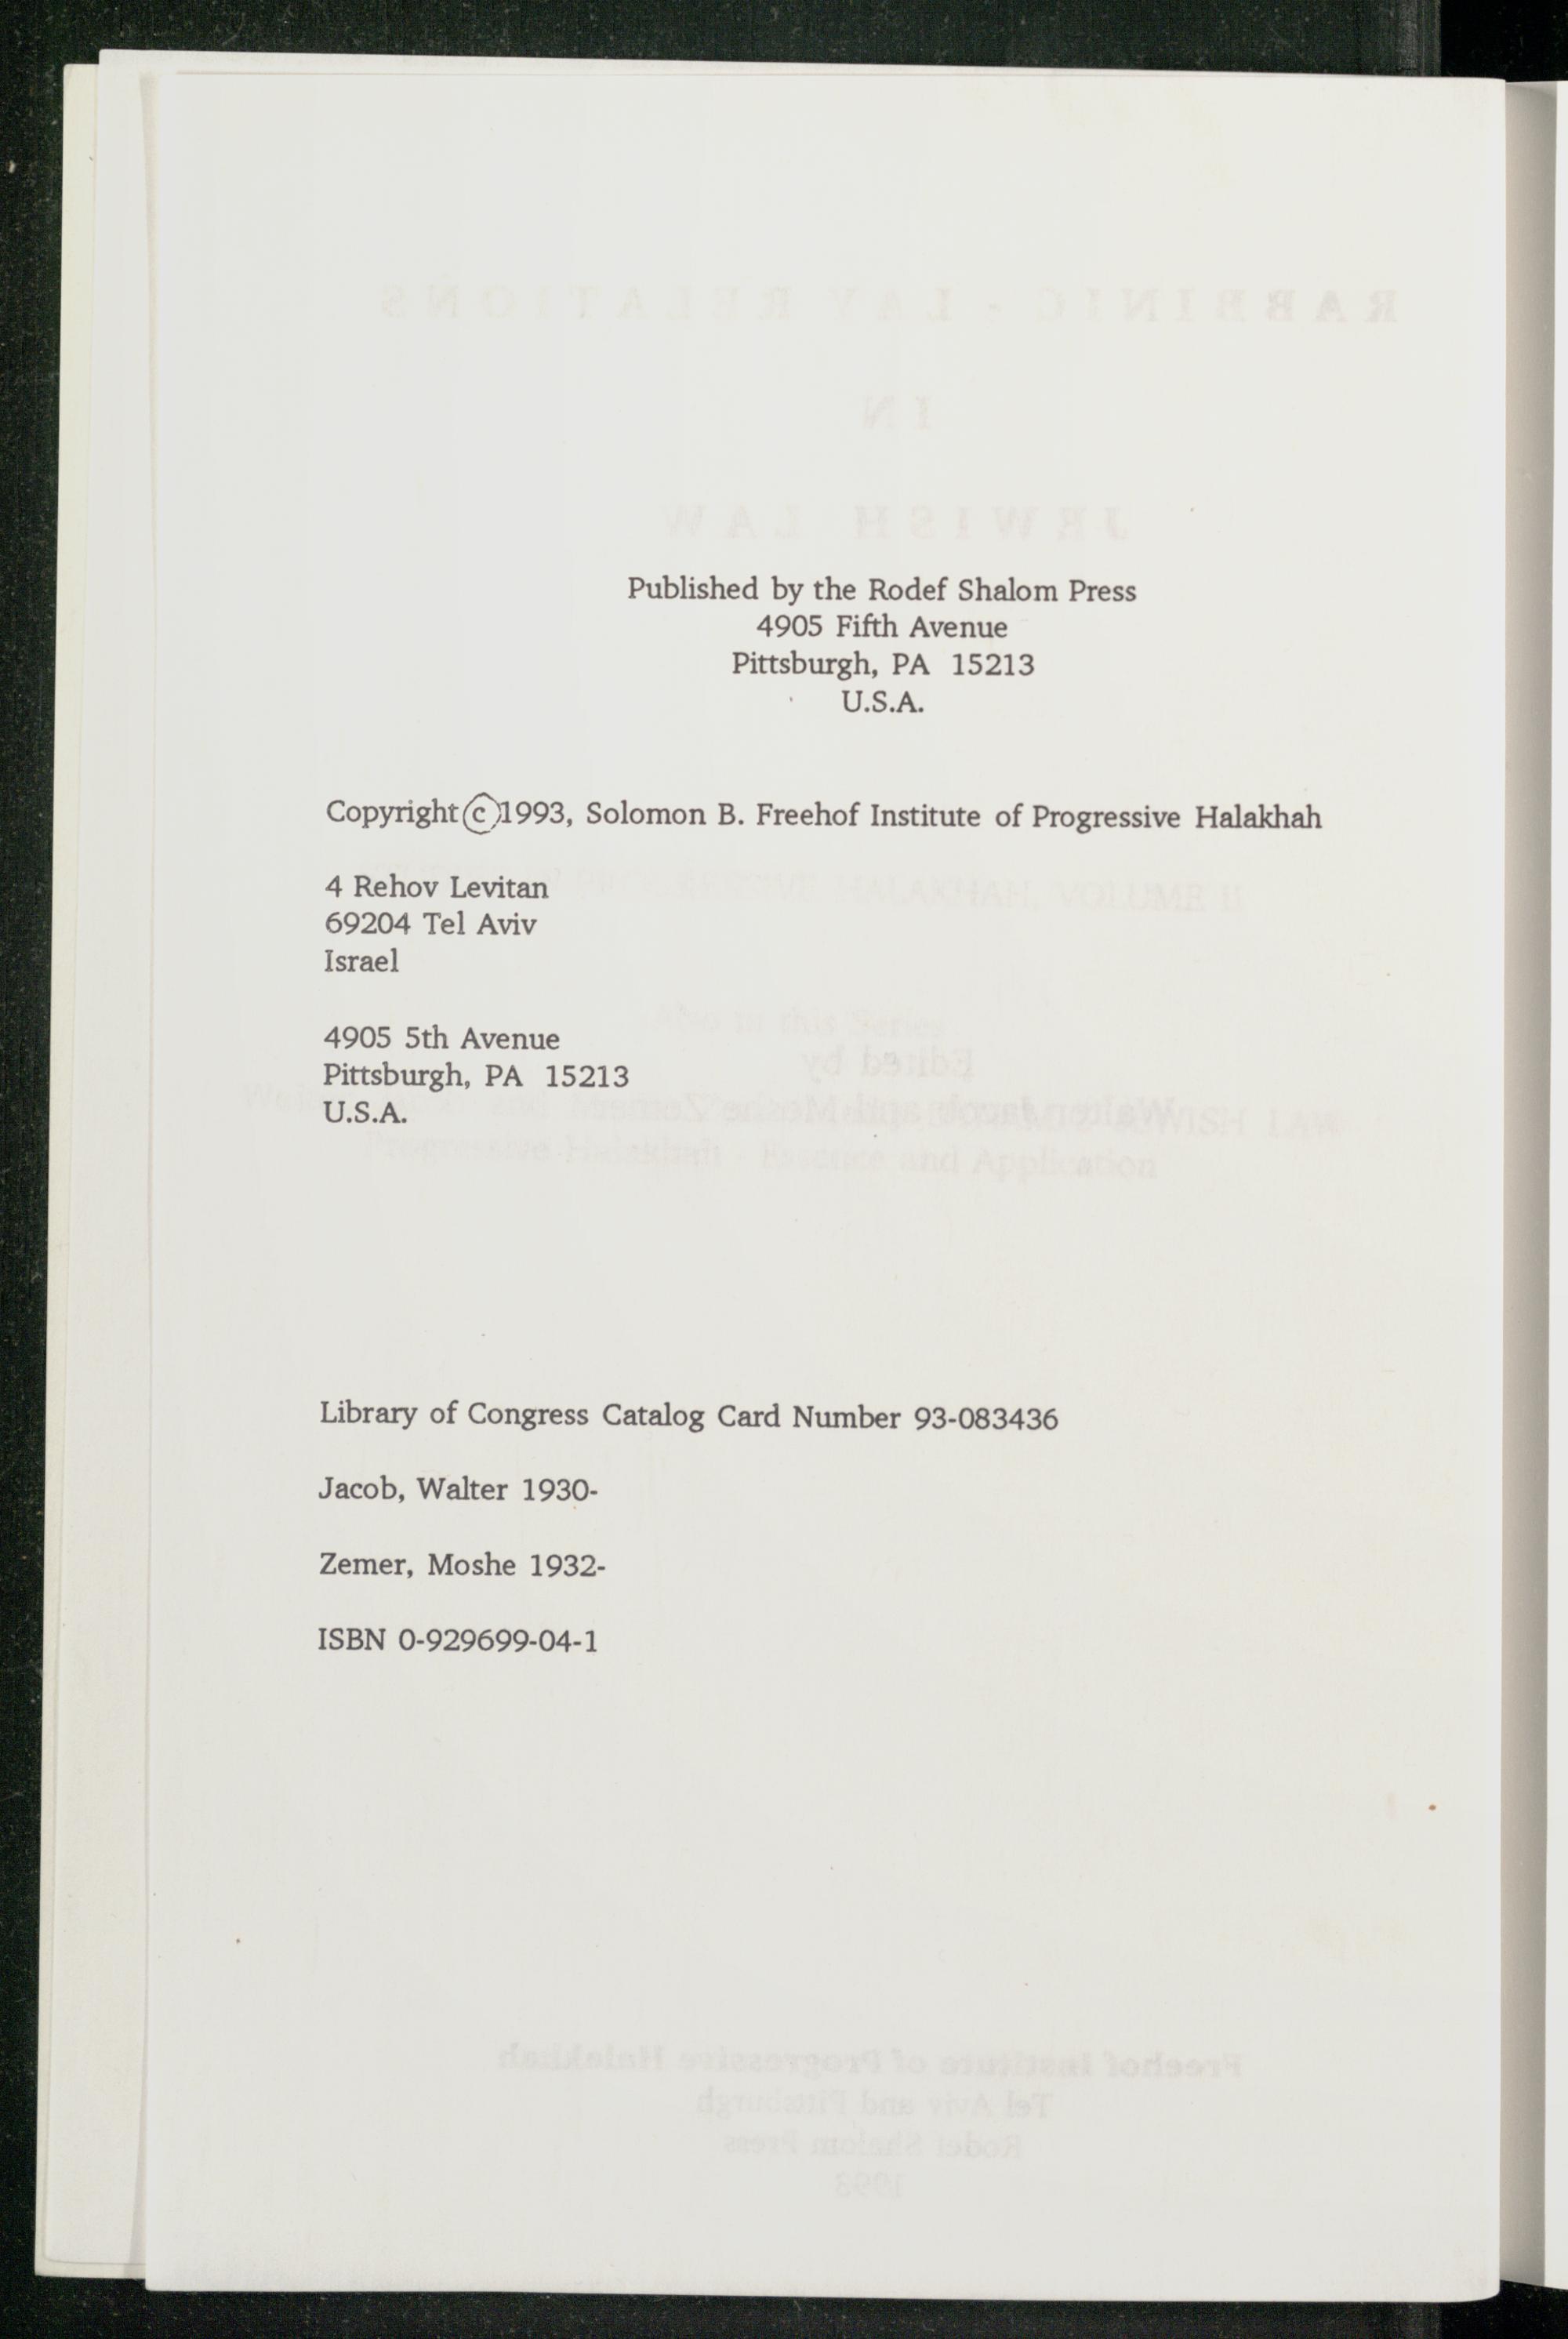 Published by the Rodef Shalom Press
4905 Fifth Avenue
Pittsburgh, PA 15213
U.S.A.
Copyright ©1993, Solomon B. Freehof Institute of Progressive Halakhah
4 Rehov Levitan
69204 Tel Aviv
Israel
4905 5th Avenue
Pittsburgh, PA 15213
U.S.A.
Library of Congress Catalog Card Number 93-083436
Jacob, Walter 1930-
Zemer, Moshe 1932-
ISBN 0-929699-04-1